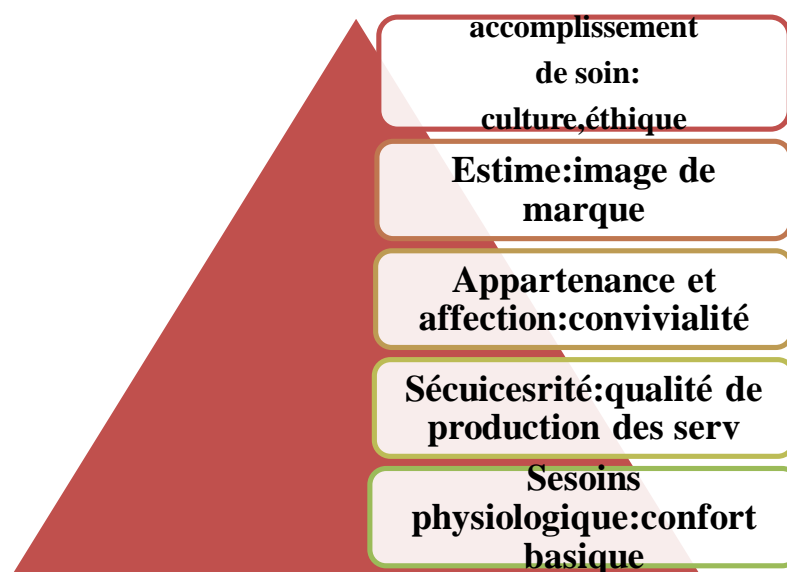 accomplissement
de soin:
culture,éthique
Estime:image de
marque
Appartenance et
affection:convivialité
Sécuicesrité:qualité de
production des serv
Sesoins
physiologique:confort
basique